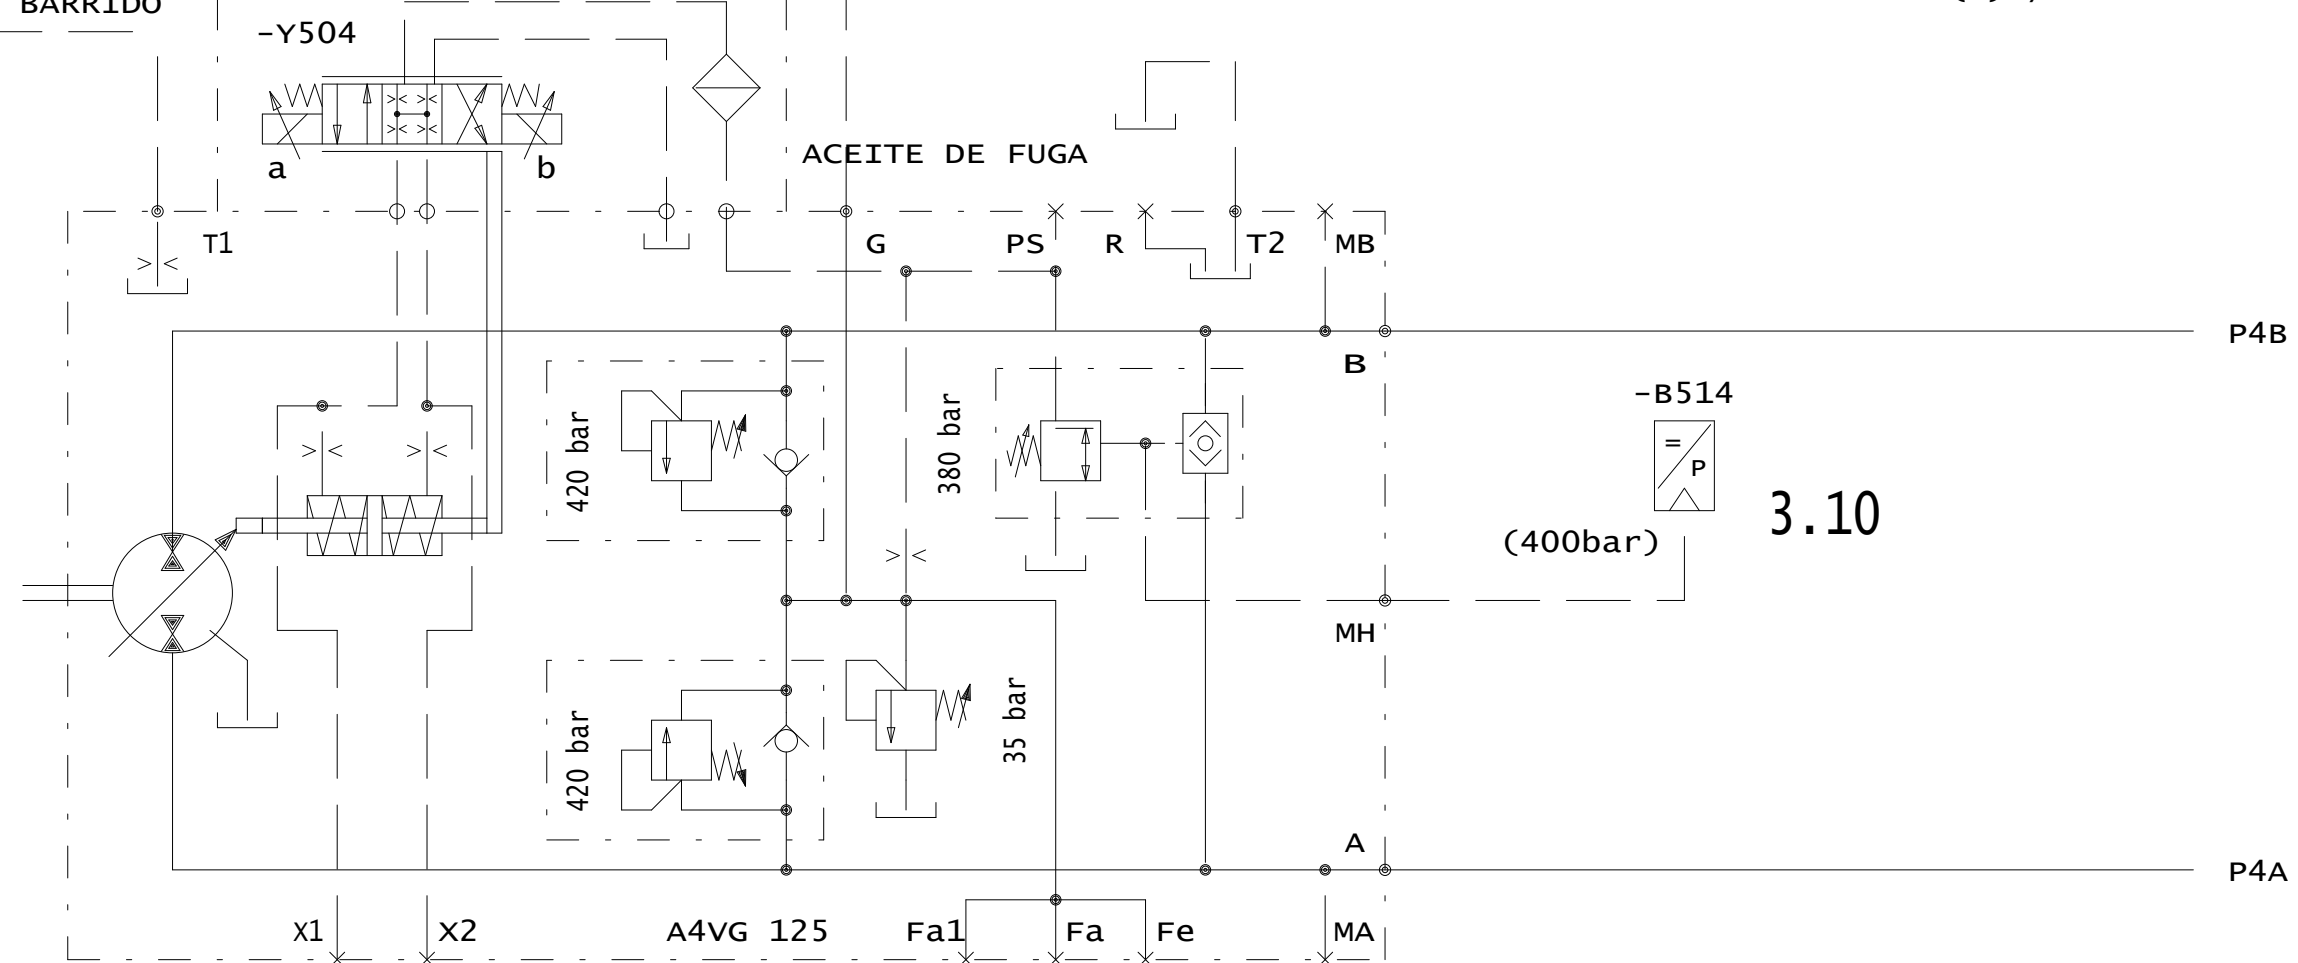 BARRIDO
-Y504
a
b
ACEITE DE FUGA
T1
G
PS
R
T2
MB
P4B
B
-B514
=
P
420 bar
380 bar
3.10
(400bar)
MH
420 bar
35 bar
A
P4A
X1
X2
A4VG 125
Fa1
Fa
Fe
MA